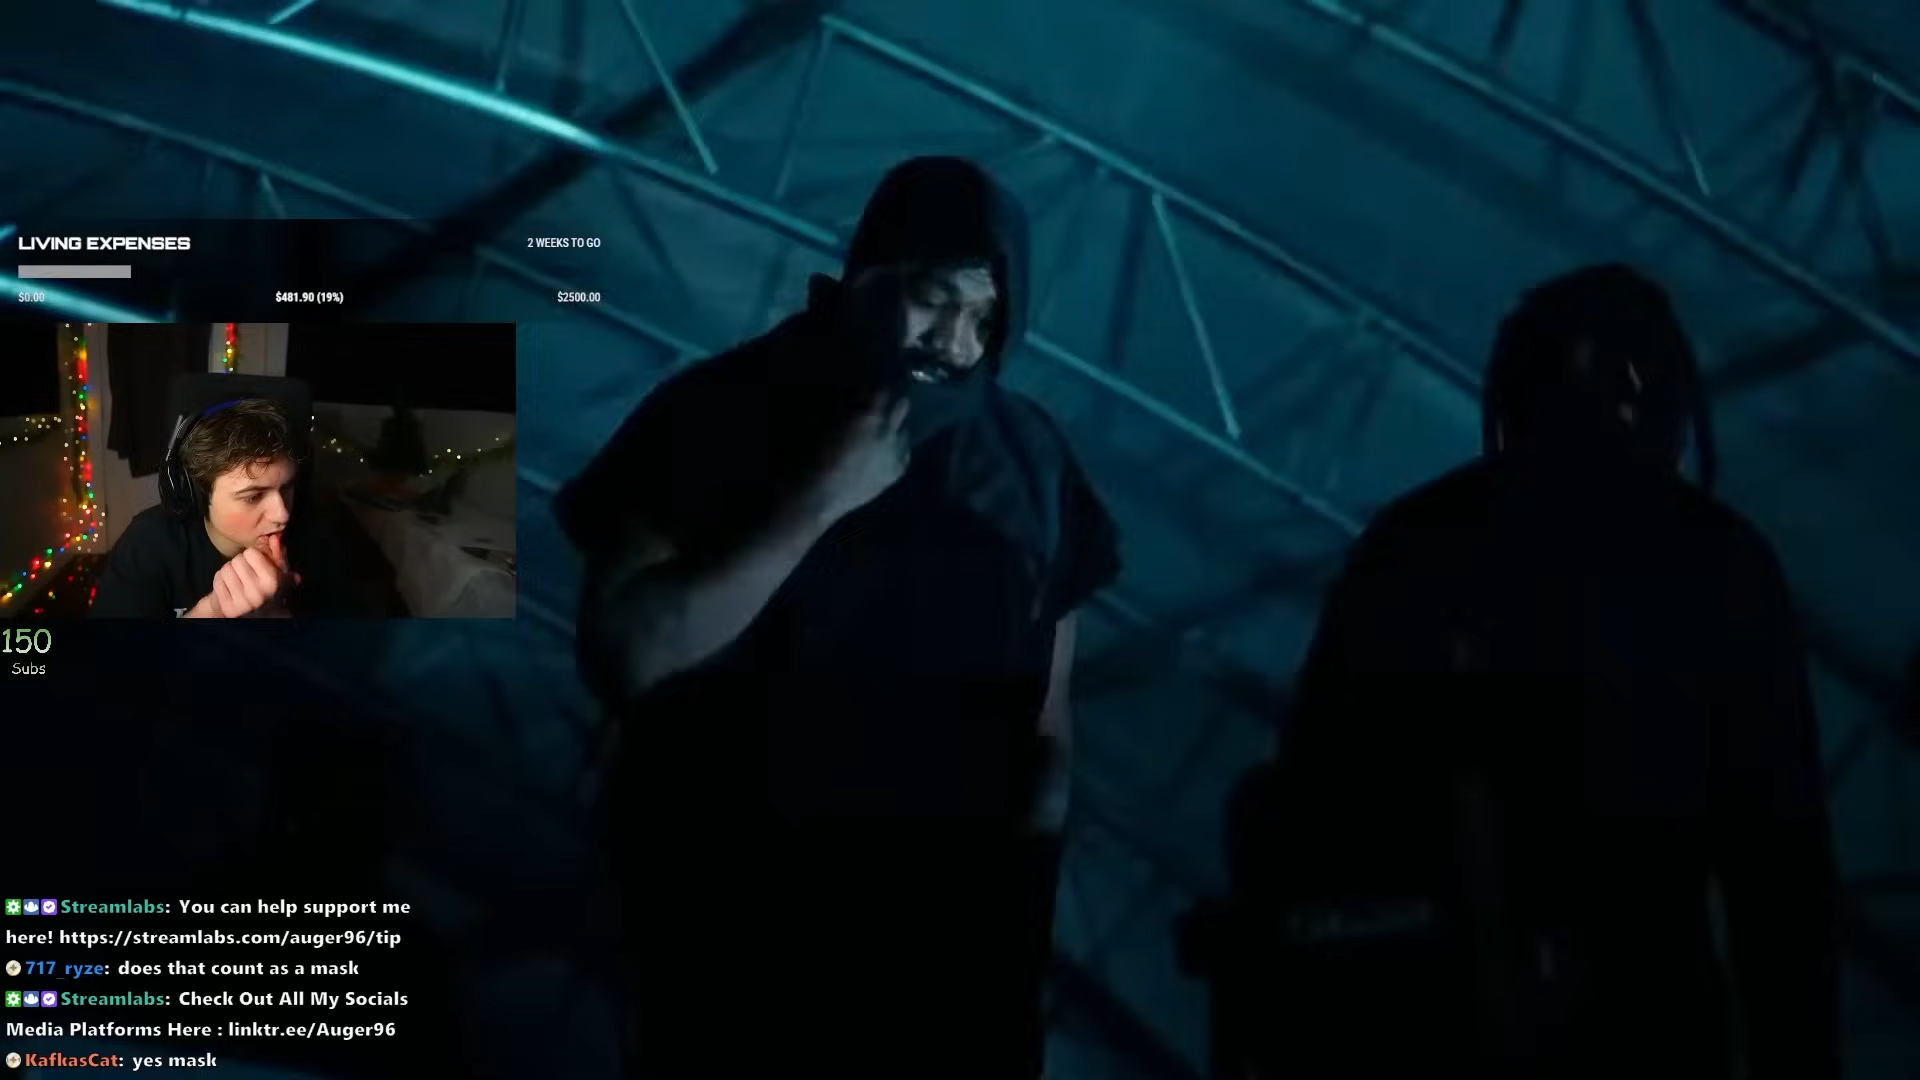 LIVING EXPENSES
2 WEEKS TO GO
$0.00
$481.90 (19%)
$2500.00
150
Subs
Streamlabs: You can help support me
here! https://streamlabs.com/auger96/tip
717_ryze: does that count as a mask
Streamlabs: Check Out All My Socials
Media Platforms Here : linktr.ee/Auger96
KafkasCat: yes mask